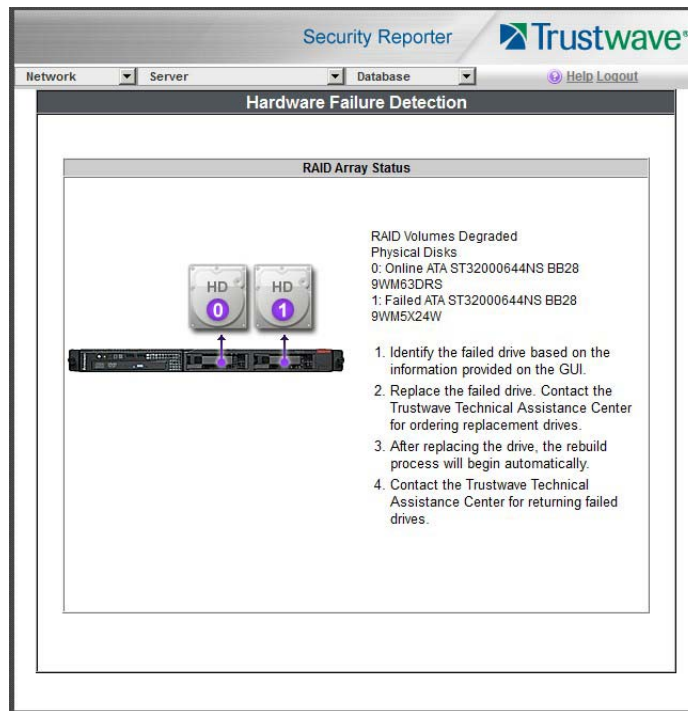 Security Reporter
Trustwave®
Network
Server
Database
Help Logout
Hardware Failure Detection
RAID Array Status
HD
0
HD
1
RAID Volumes Degraded
Physical Disks
0: Online ATA ST32000644NS BB28
9WM63DRS
1: Failed ATA ST32000644NS BB28
9WM5X24W
1. Identify the failed drive based on the
information provided on the GUI.
2. Replace the failed drive. Contact the
Trustwave Technical Assistance Center
for ordering replacement drives.
3. After replacing the drive, the rebuild
process will begin automatically.
4. Contact the Trustwave Technical
Assistance Center for returning failed
drives.